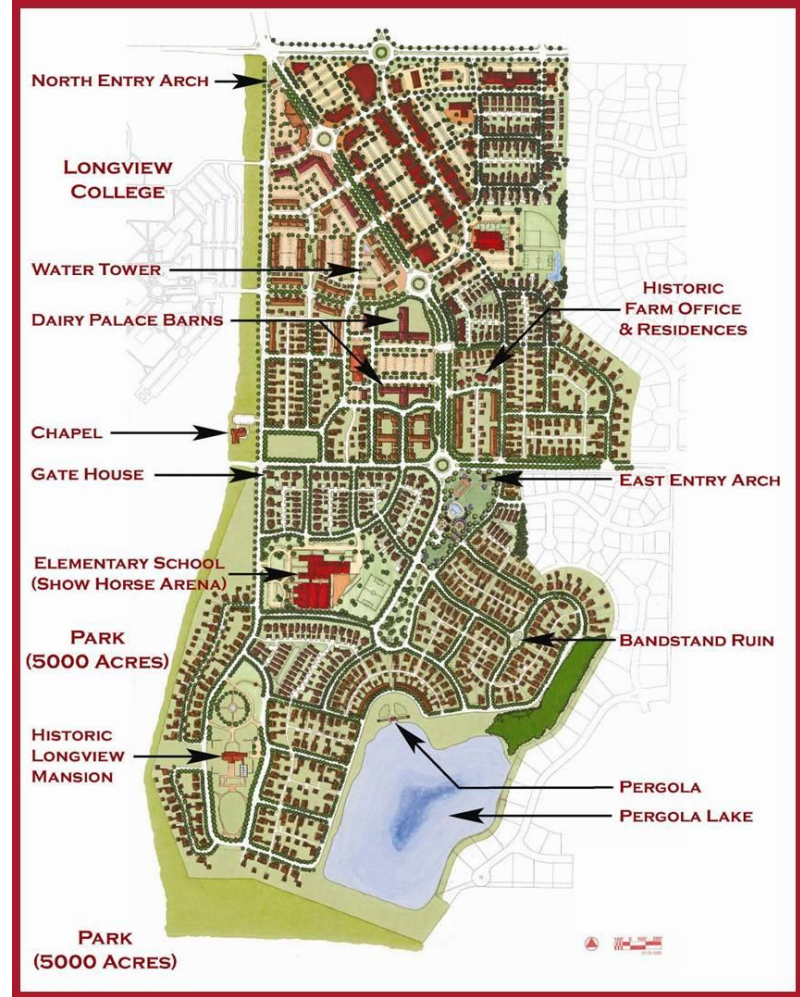 NORTH ENTRY ARCH
LONGVIEW
COLLEGE
WATER TOWER
DAIRY PALACE BARNS
HISTORIC
FARM OFFICE
& RESIDENCES
CHAPEL
GATE HOUSE
EAST ENTRY ARCH
ELEMENTARY SCHOOL
(SHOW HORSE ARENA)
PARK
(5000 ACRES)
BANDSTAND RUIN
HISTORIC
LONGVIEW
MANSION
PERGOLA
PERGOLA LAKE
PARK
(5000 ACRES)